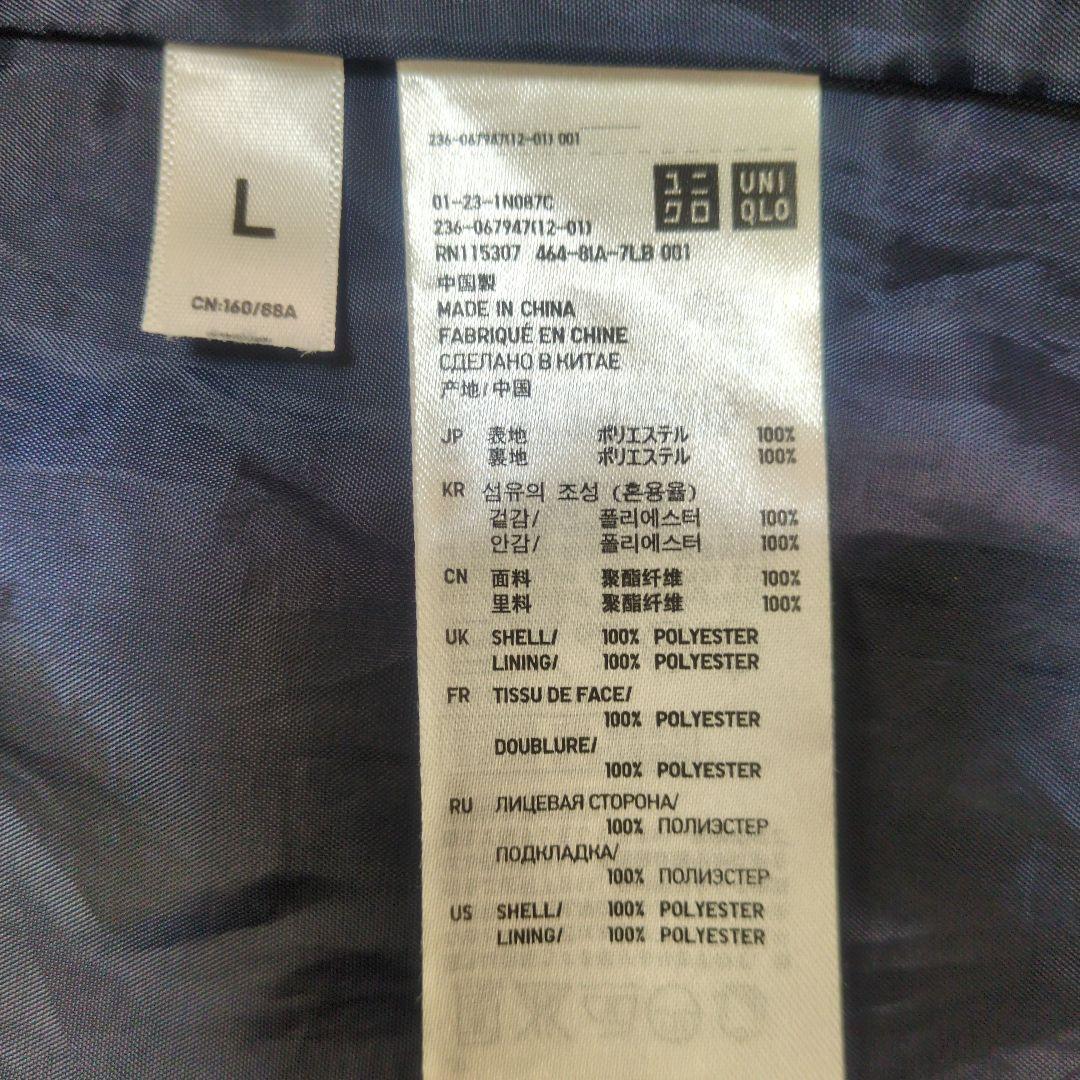 L
CN:160/88A
236-067947(12-01) 001
ユニ
クロ
UNI
QLO
01-23-1N087C
236-067947(12-01)
RN115307 464-81A-7LB 001
中国製
MADE IN CHINA
FABRIQUÉ EN CHINE
СДЕЛАНО В КИТАЕ
产地/中国
JP 表地 ポリエステル 100%
裏地 ポリエステル 100%
KR 섬유의 조성 (혼용율)
겉감/ 폴리에스터 100%
안감/ 폴리에스터 100%
CN 面料 聚酯纤维 100%
里料 聚酯纤维 100%
UK SHELL/ 100% POLYESTER
LINING/ 100% POLYESTER
FR TISSU DE FACE/
100% POLYESTER
DOUBLURE/
100% POLYESTER
RU ЛИЦЕВАЯ СТОРОНА/
100% ПОЛИЭСТЕР
ПОДКЛАДКА/
100% ПОЛИЭСТЕР
US SHELL/ 100% POLYESTER
LINING/ 100% POLYESTER